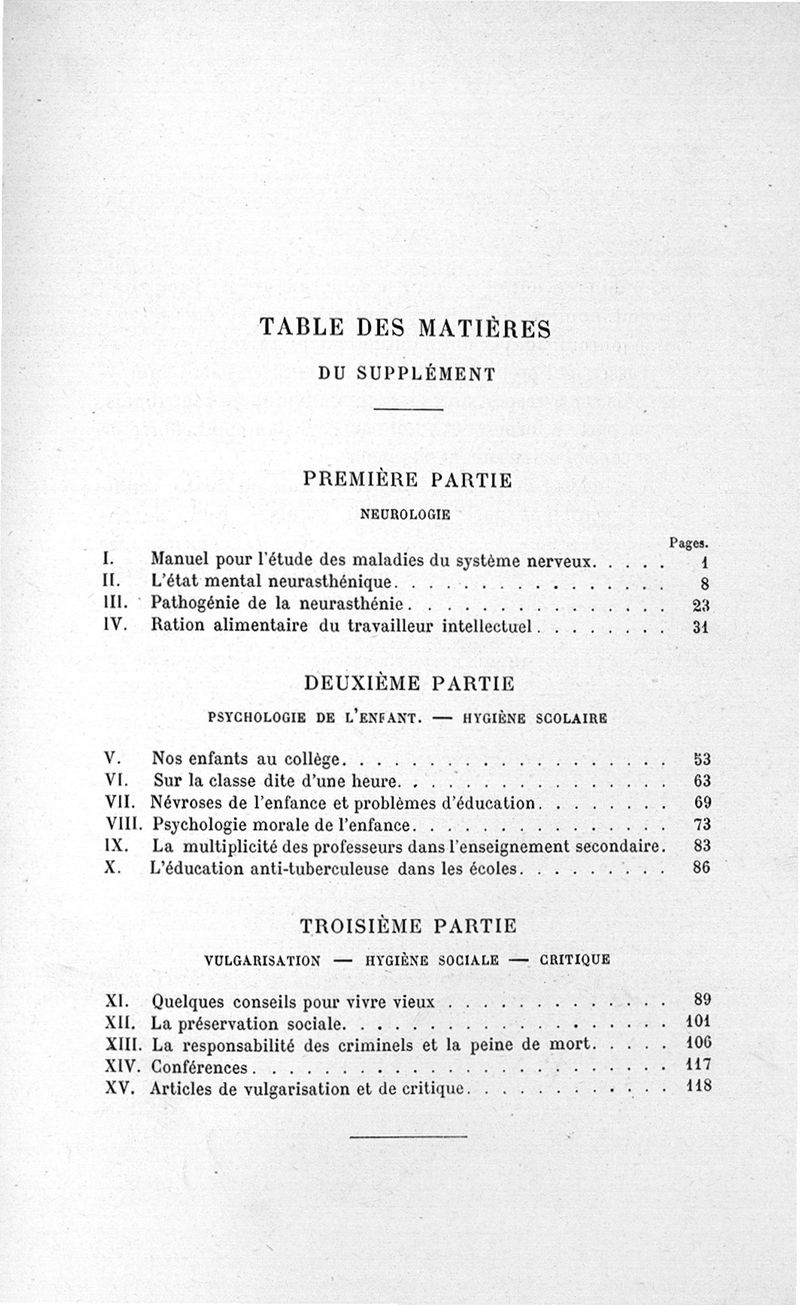 TABLE DES MATIÈRES
DU SUPPLÉMENT
PREMIÈRE PARTIE
NEUROLOGIE
Pages.
I. Manuel pour l'étude des maladies du système nerveux. . . . . 1
II. L'état mental neurasthénique. . . . . . . . . . . . . . . . 8
III. Pathogénie de la neurasthénie. . . . . . . . . . . . . . . 23
IV. Ration alimentaire du travailleur intellectuel. . . . . . . . 31
DEUXIÈME PARTIE
PSYCHOLOGIE DE L'ENFANT. — HYGIÈNE SCOLAIRE
V. Nos enfants au collège. . . . . . . . . . . . . . . . . . . 53
VI. Sur la classe dite d'une heure. . . . . . . . . . . . . . . 63
VII. Névroses de l'enfance et problèmes d'éducation. . . . . . . . 69
VIII. Psychologie morale de l'enfance. . . . . . . . . . . . . . 73
IX. La multiplicité des professeurs dans l'enseignement secondaire. 83
X. L'éducation anti-tuberculeuse dans les écoles. . . . . . . . . 86
TROISIÈME PARTIE
VULGARISATION — HYGIÈNE SOCIALE — CRITIQUE
XI. Quelques conseils pour vivre vieux . . . . . . . . . . . . . 89
XII. La préservation sociale. . . . . . . . . . . . . . . . . . 101
XIII. La responsabilité des criminels et la peine de mort. . . . . 106
XIV. Conférences. . . . . . . . . . . . . . . . . . . . . . . . 117
XV. Articles de vulgarisation et de critique. . . . . . . . . . . 118